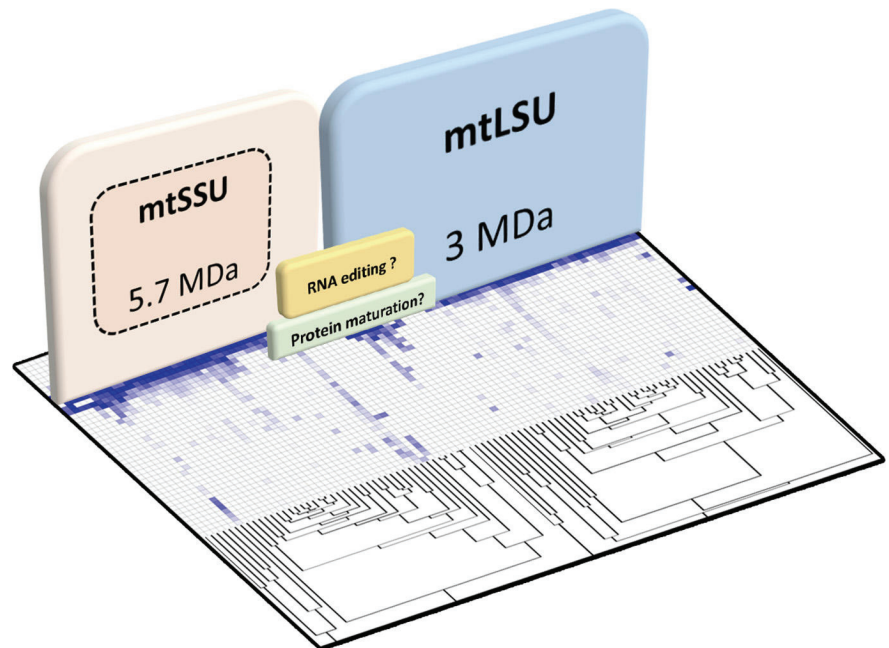 mtSSU
5.7 MDa
mtLSU
3 MDa
RNA editing ?
Protein maturation?